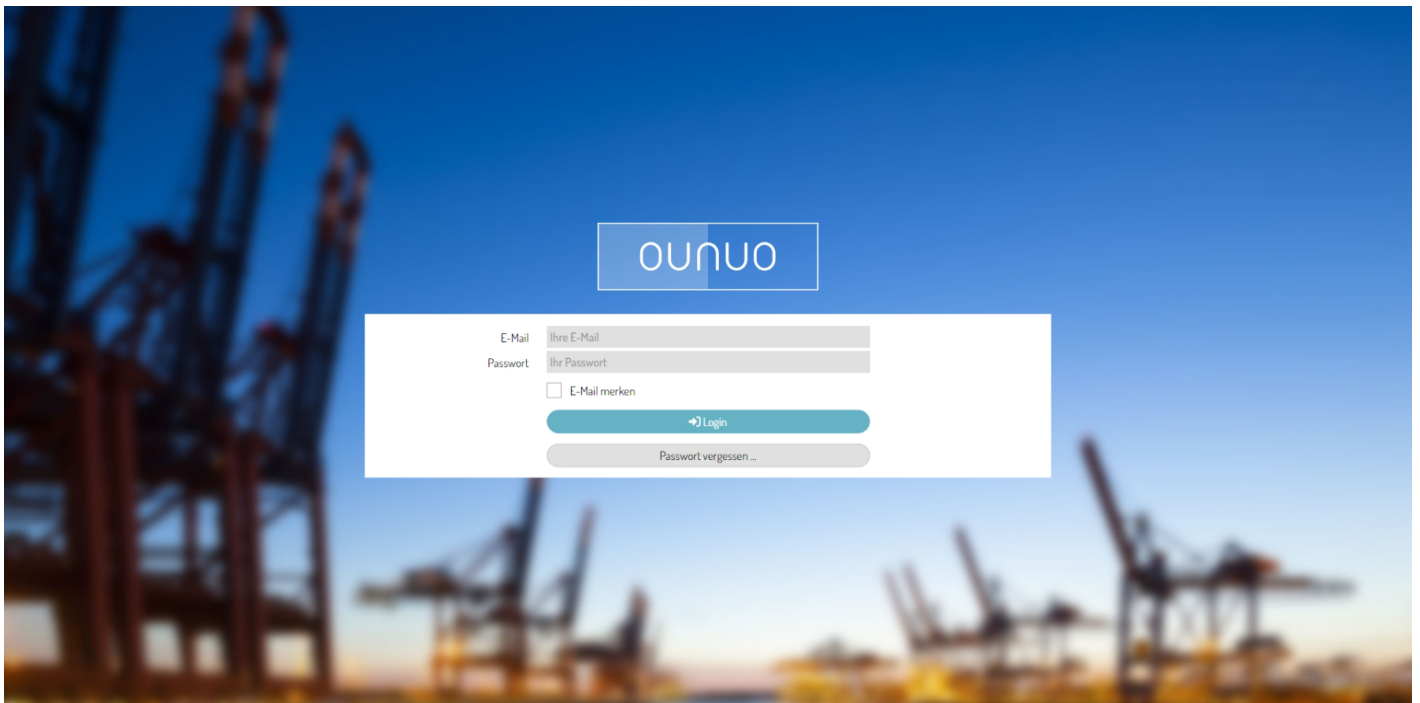 ounuo
E-Mail
Ihre E-Mail
Passwort
Ihr Passwort
E-Mail merken
Login
Passwort vergessen ...